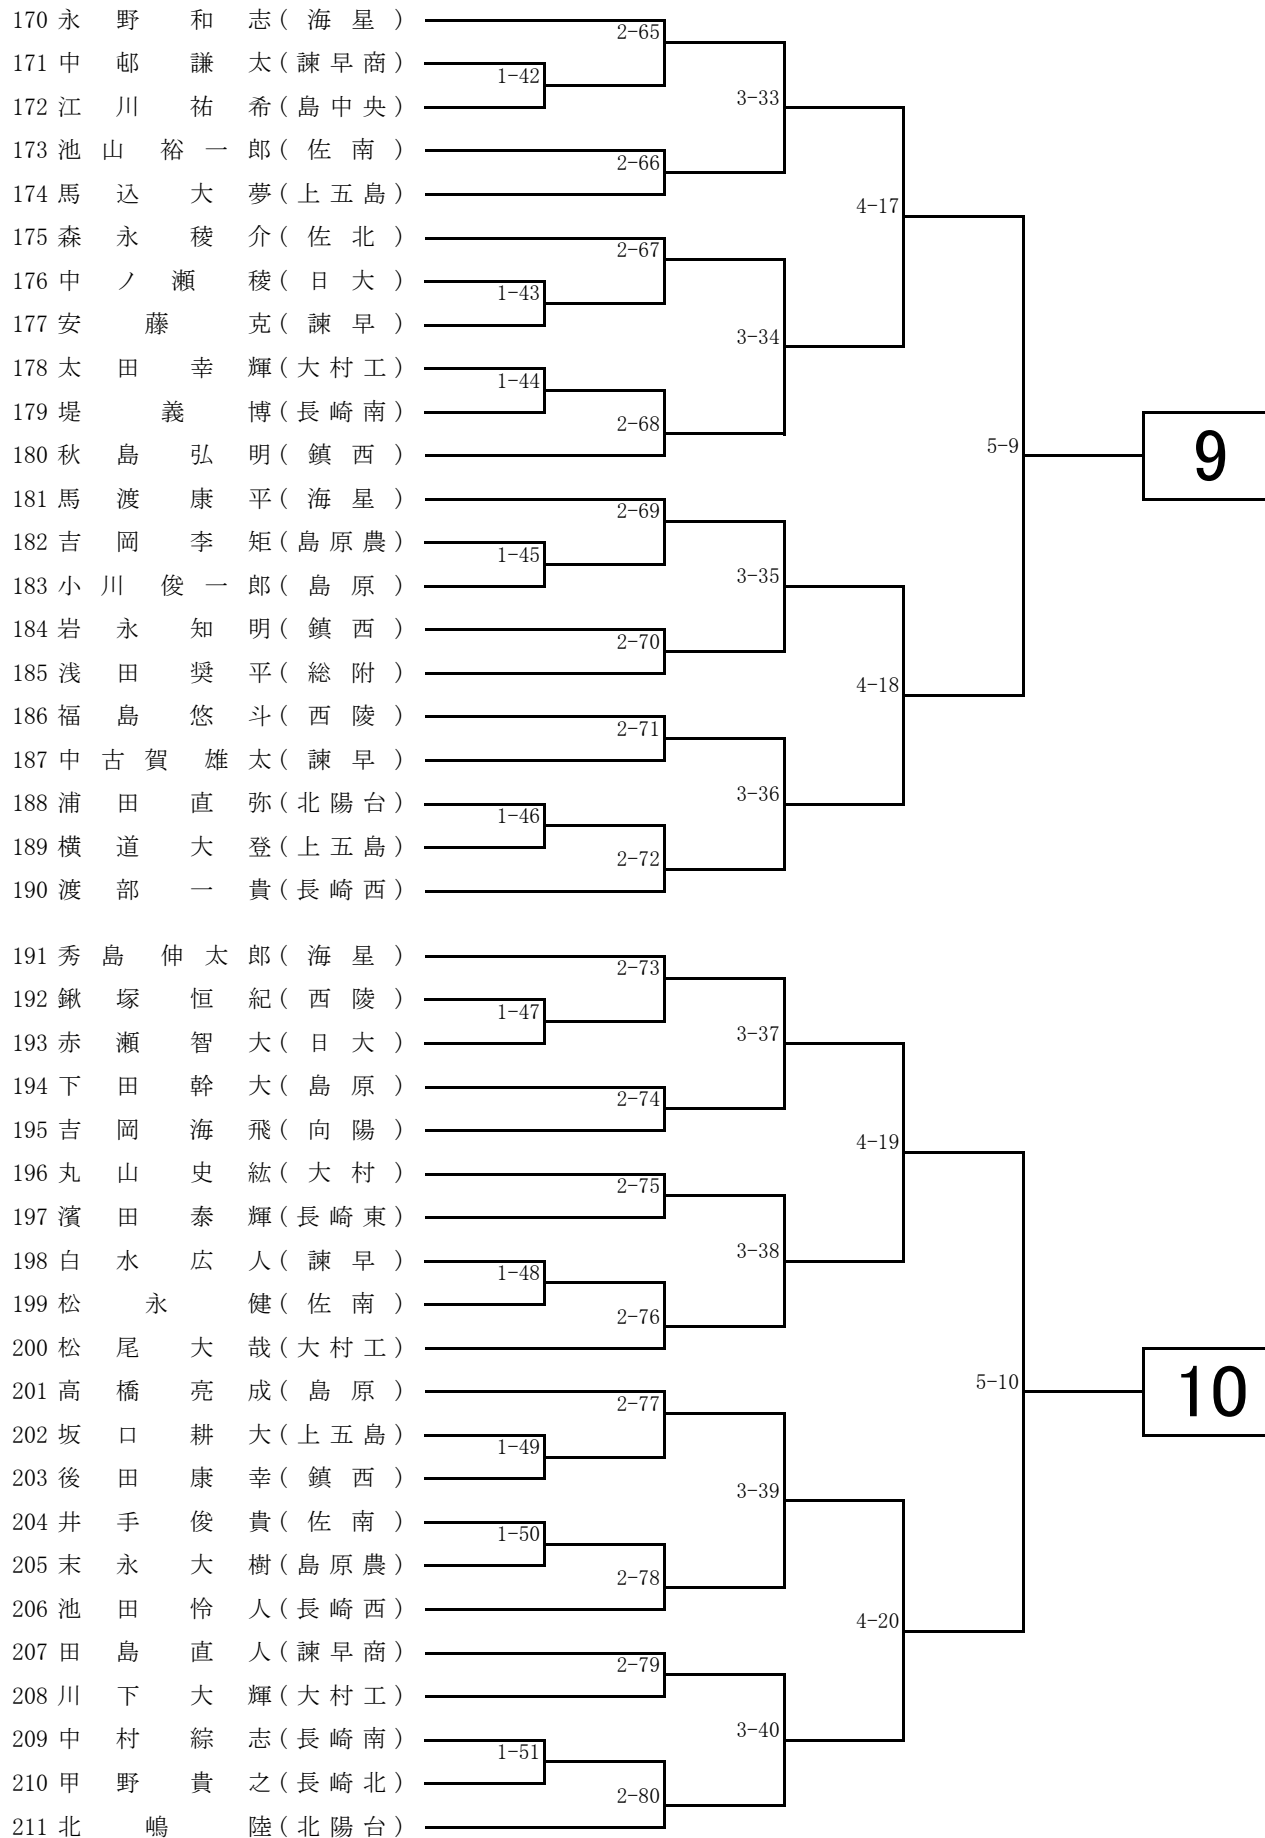 170 永野和志(海星)
2-65
171 中邨謙太(諫早商)
1-42
172 江川祐希(島中央)
3-33
173 池山裕一郎(佐南)
2-66
174 馬込大夢(上五島)
4-17
175 森永稜介(佐北)
2-67
176 中ノ瀬稜(日大)
1-43
177 安藤克(諫早)
3-34
178 太田幸輝(大村工)
1-44
179 堤義博(長崎南)
2-68
180 秋島弘明(鎮西)
5-9
9
181 馬渡康平(海星)
2-69
182 吉岡李矩(島原農)
1-45
183 小川俊一郎(島原)
3-35
184 岩永知明(鎮西)
2-70
185 浅田奨平(総附)
4-18
186 福島悠斗(西陵)
2-71
187 中古賀雄太(諫早)
3-36
188 浦田直弥(北陽台)
1-46
189 横道大登(上五島)
2-72
190 渡部一貴(長崎西)
191 秀島伸太郎(海星)
2-73
192 鍬塚恒紀(西陵)
1-47
193 赤瀬智大(日大)
3-37
194 下田幹大(島原)
2-74
195 吉岡海飛(向陽)
4-19
196 丸山史紘(大村)
2-75
197 濱田泰輝(長崎東)
3-38
198 白水広人(諫早)
1-48
199 松永健(佐南)
2-76
200 松尾大哉(大村工)
5-10
10
201 高橋亮成(島原)
2-77
202 坂口耕大(上五島)
1-49
203 後田康幸(鎮西)
3-39
204 井手俊貴(佐南)
1-50
205 末永大樹(島原農)
2-78
206 池田怜人(長崎西)
4-20
207 田島直人(諫早商)
2-79
208 川下大輝(大村工)
3-40
209 中村綜志(長崎南)
1-51
210 甲野貴之(長崎北)
2-80
211 北嶋陸(北陽台)